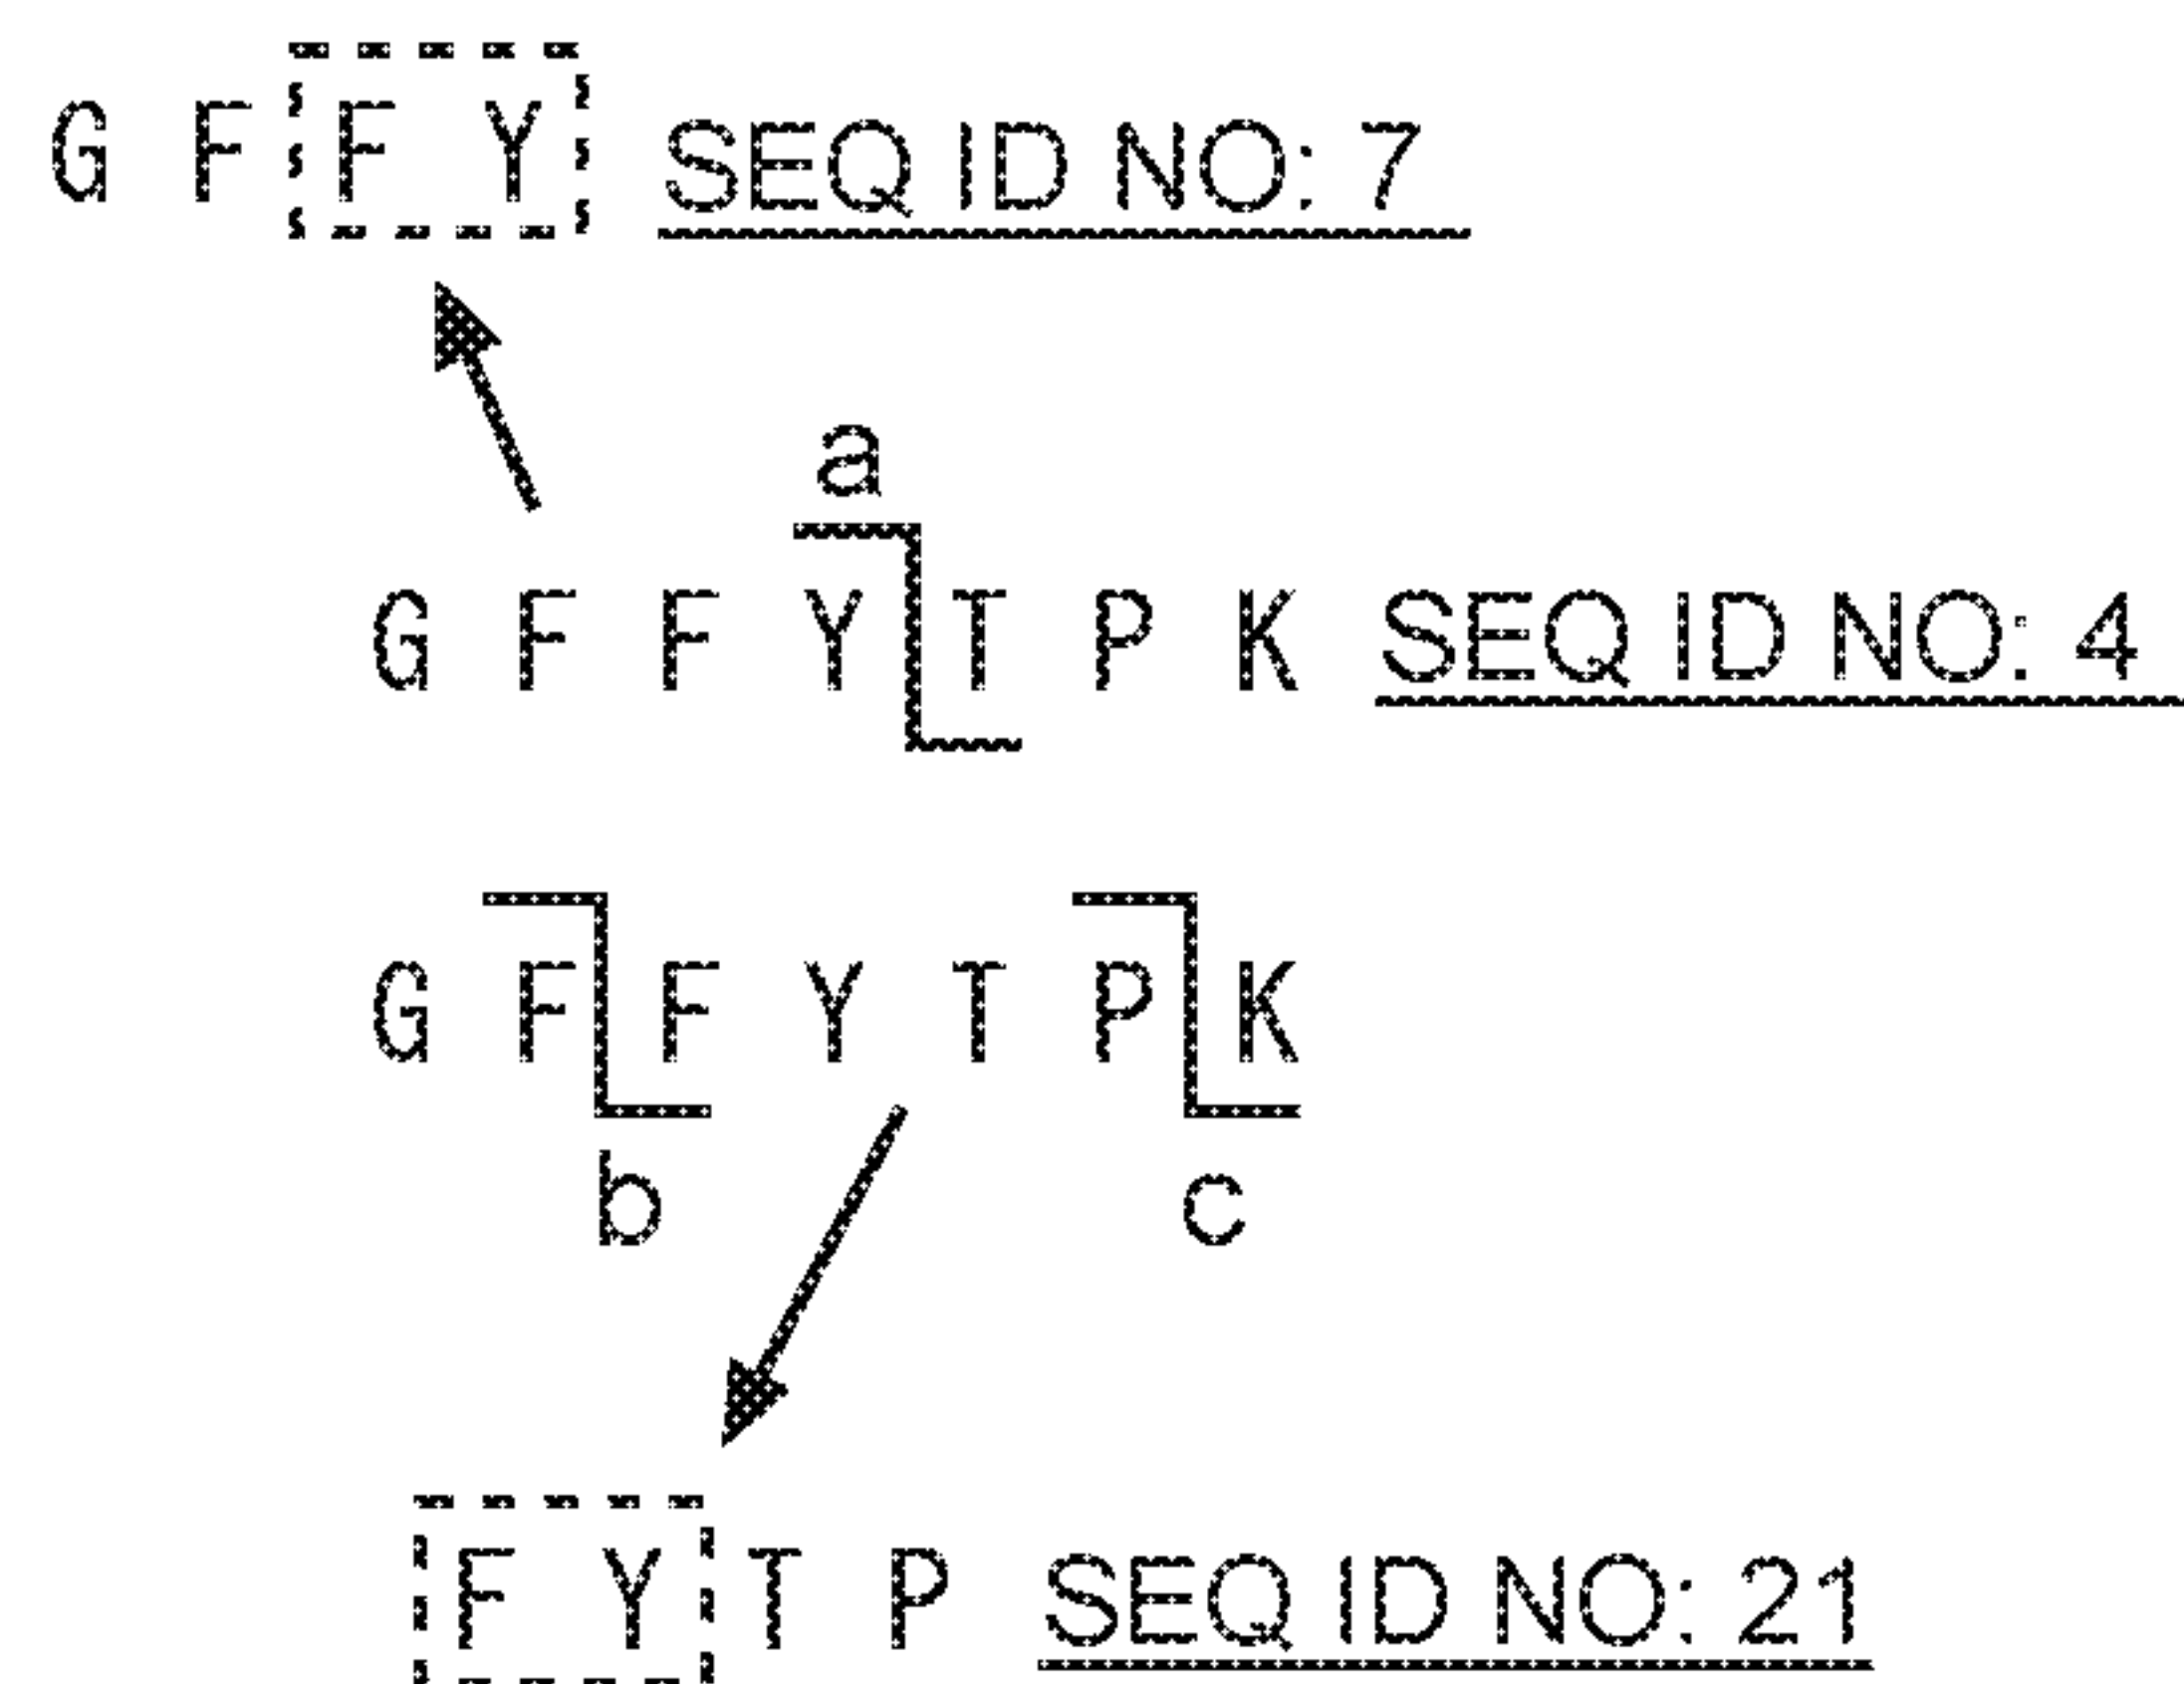 G F F Y SEQ ID NO: 7
a
G F F Y T P K SEQ ID NO: 4
G F F Y T P K
b c
F Y T P SEQ ID NO: 21